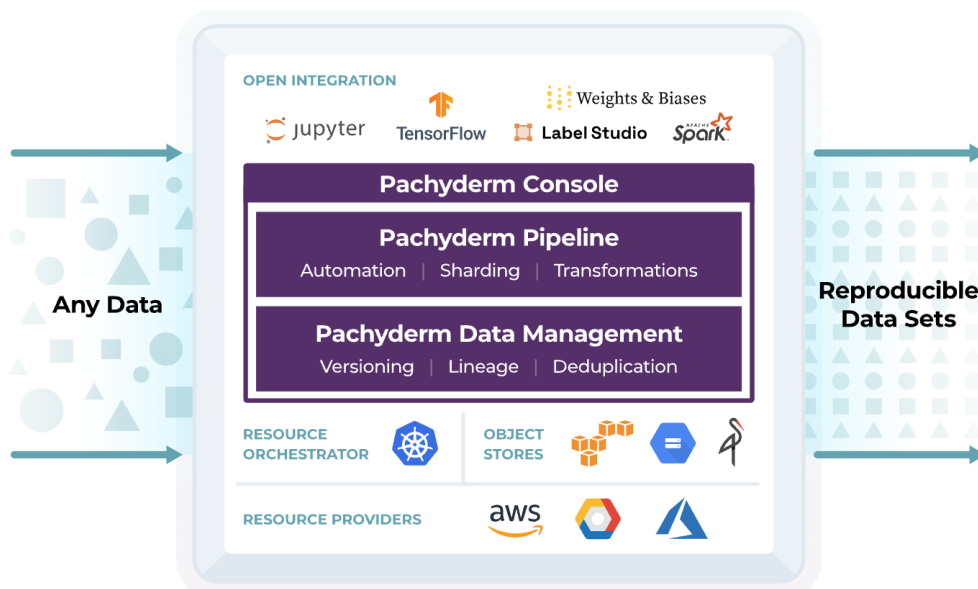 OPEN INTEGRATION
Weights & Biases
jupyter
TensorFlow
Label Studio
APACHE
Spark
Pachyderm Console
Pachyderm Pipeline
Automation | Sharding | Transformations
Any Data
Reproducible
Data Sets
Pachyderm Data Management
Versioning | Lineage | Deduplication
RESOURCE
ORCHESTRATOR
OBJECT
STORES
RESOURCE PROVIDERS
aws